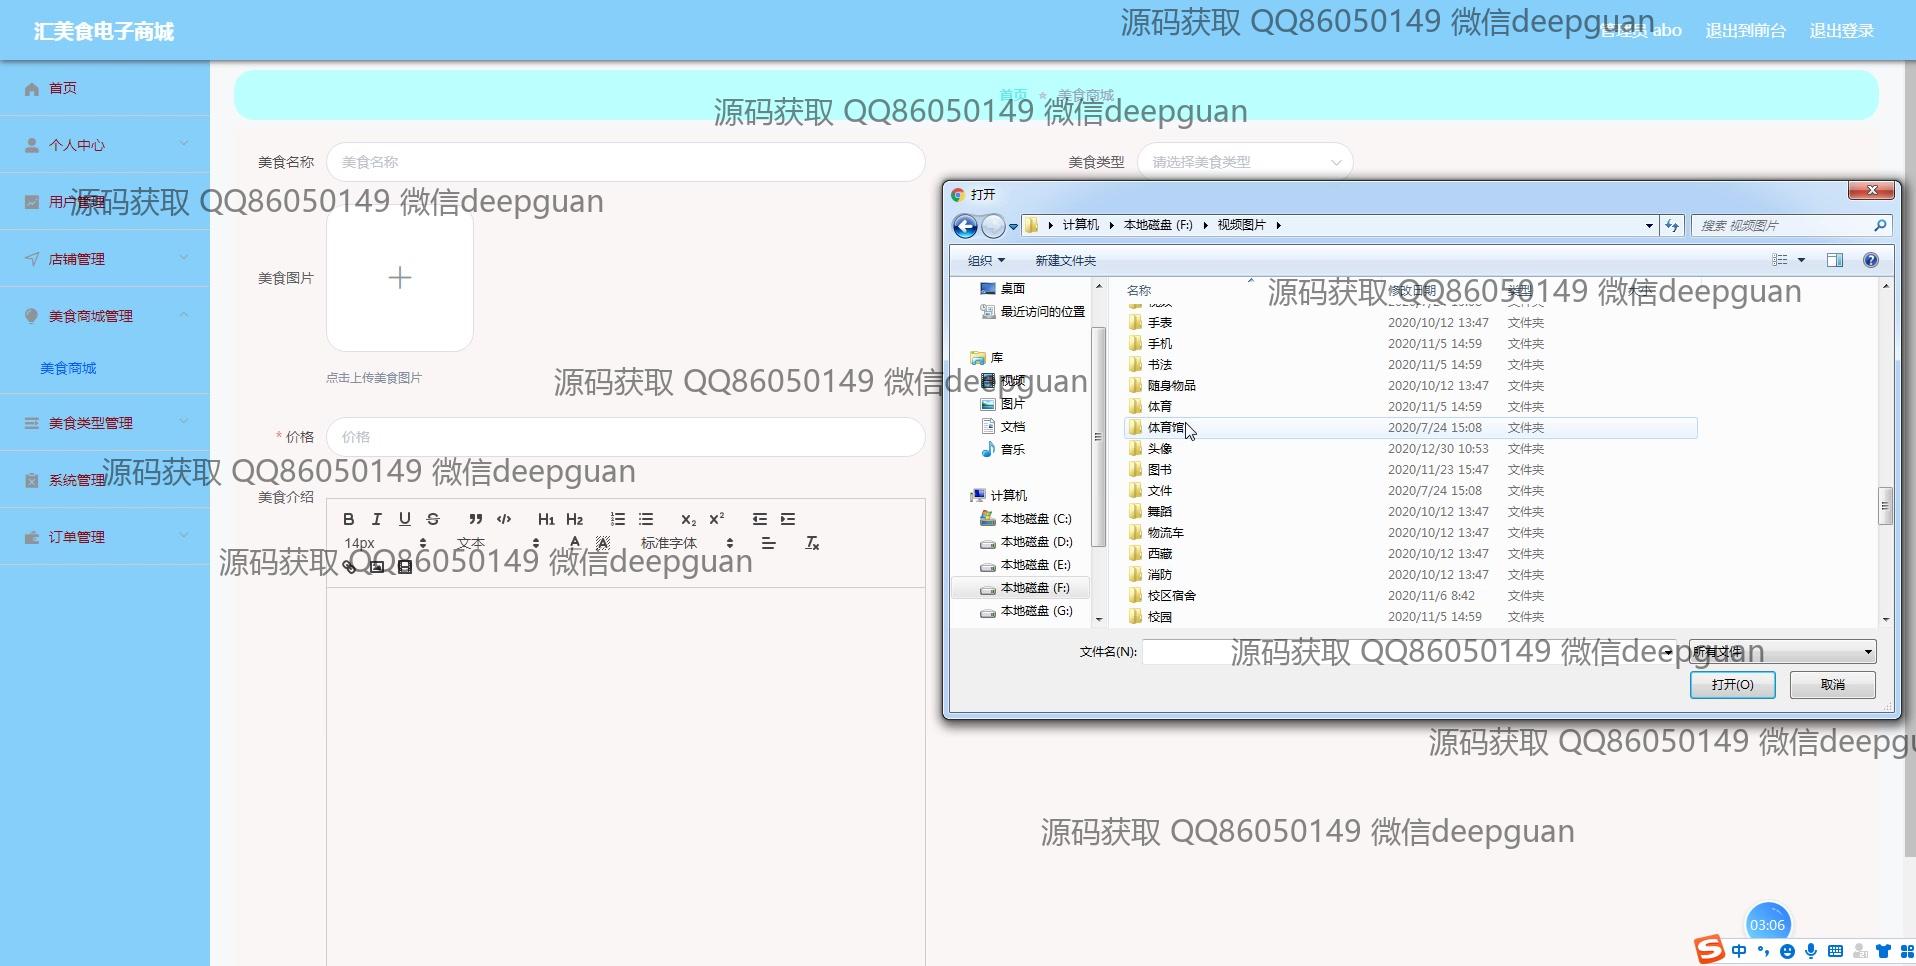 汇美食电子商城
源码获取 QQ86050149 微信deepguan
管理员 abo 退出到前台 退出登录
首页
首页 美食商城
源码获取 QQ86050149 微信deepguan
个人中心
美食名称 美食名称 美食类型 请选择美食类型
用户管理
源码获取 QQ86050149 微信deepguan
店铺管理
美食图片
美食商城管理
美食商城
点击上传美食图片
源码获取 QQ86050149 微信deepguan
美食类型管理
* 价格 价格
系统管理
源码获取 QQ86050149 微信deepguan
美食介绍
订单管理
B I U S H1 H2 x2 x2
14px 文本 A A 标准字体
源码获取 QQ86050149 微信deepguan
打开
计算机 本地磁盘 (F:) 视频图片 搜索 视频图片
组织 新建文件夹
源码获取 QQ86050149 微信deepguan
名称 修改日期 类型 大小
桌面
最近访问的位置
库
视频
图片
文档
音乐
计算机
本地磁盘 (C:)
本地磁盘 (D:)
本地磁盘 (E:)
本地磁盘 (F:)
本地磁盘 (G:)
手表 2020/10/12 13:47 文件夹
手机 2020/11/5 14:59 文件夹
书法 2020/11/5 14:59 文件夹
随身物品 2020/10/12 13:47 文件夹
体育 2020/11/5 14:59 文件夹
体育馆 2020/7/24 15:08 文件夹
头像 2020/12/30 10:53 文件夹
图书 2020/11/23 15:47 文件夹
文件 2020/7/24 15:08 文件夹
舞蹈 2020/10/12 13:47 文件夹
物流车 2020/10/12 13:47 文件夹
西藏 2020/10/12 13:47 文件夹
消防 2020/10/12 13:47 文件夹
校区宿舍 2020/11/6 8:42 文件夹
校园 2020/11/5 14:59 文件夹
文件名(N): 所有文件
源码获取 QQ86050149 微信deepguan
打开(O) 取消
源码获取 QQ86050149 微信deepgu
源码获取 QQ86050149 微信deepguan
03:06
中